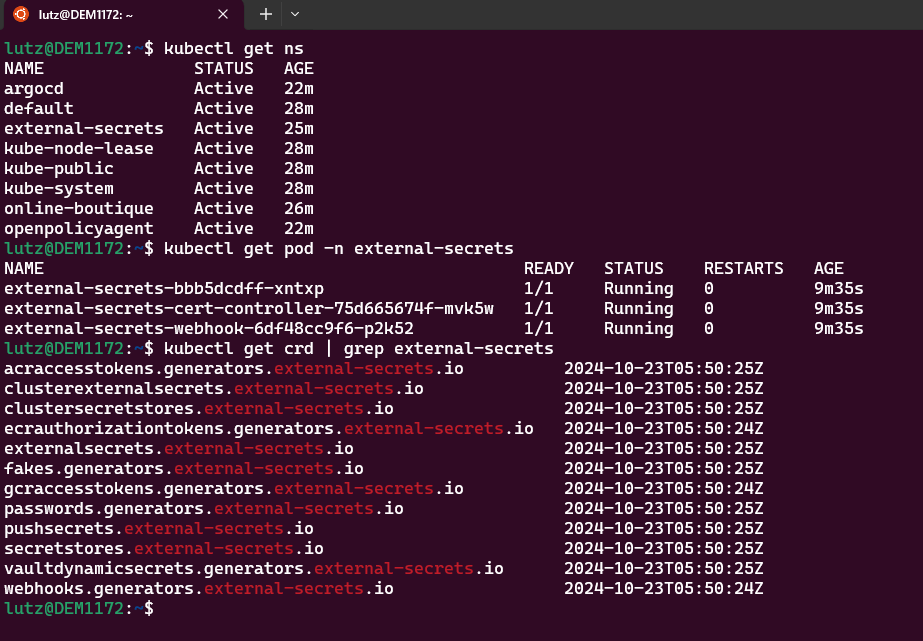 lutz@DEM1172: ~
lutz@DEM1172:~$ kubectl get ns
NAME               STATUS   AGE
argocd             Active   22m
default            Active   28m
external-secrets   Active   25m
kube-node-lease    Active   28m
kube-public        Active   28m
kube-system        Active   28m
online-boutique    Active   26m
openpolicyagent    Active   22m
lutz@DEM1172:~$ kubectl get pod -n external-secrets
NAME                                                READY   STATUS    RESTARTS   AGE
external-secrets-bbb5dcdff-xntxp                    1/1     Running   0          9m35s
external-secrets-cert-controller-75d665674f-mvk5w   1/1     Running   0          9m35s
external-secrets-webhook-6df48cc9f6-p2k52           1/1     Running   0          9m35s
lutz@DEM1172:~$ kubectl get crd | grep external-secrets
acraccesstokens.generators.external-secrets.io          2024-10-23T05:50:25Z
clusterexternalsecrets.external-secrets.io              2024-10-23T05:50:25Z
clustersecretstores.external-secrets.io                 2024-10-23T05:50:25Z
ecrauthorizationtokens.generators.external-secrets.io   2024-10-23T05:50:24Z
externalsecrets.external-secrets.io                     2024-10-23T05:50:25Z
fakes.generators.external-secrets.io                    2024-10-23T05:50:25Z
gcraccesstokens.generators.external-secrets.io          2024-10-23T05:50:24Z
passwords.generators.external-secrets.io                2024-10-23T05:50:25Z
pushsecrets.external-secrets.io                         2024-10-23T05:50:25Z
secretstores.external-secrets.io                        2024-10-23T05:50:25Z
vaultdynamicsecrets.generators.external-secrets.io      2024-10-23T05:50:25Z
webhooks.generators.external-secrets.io                 2024-10-23T05:50:24Z
lutz@DEM1172:~$